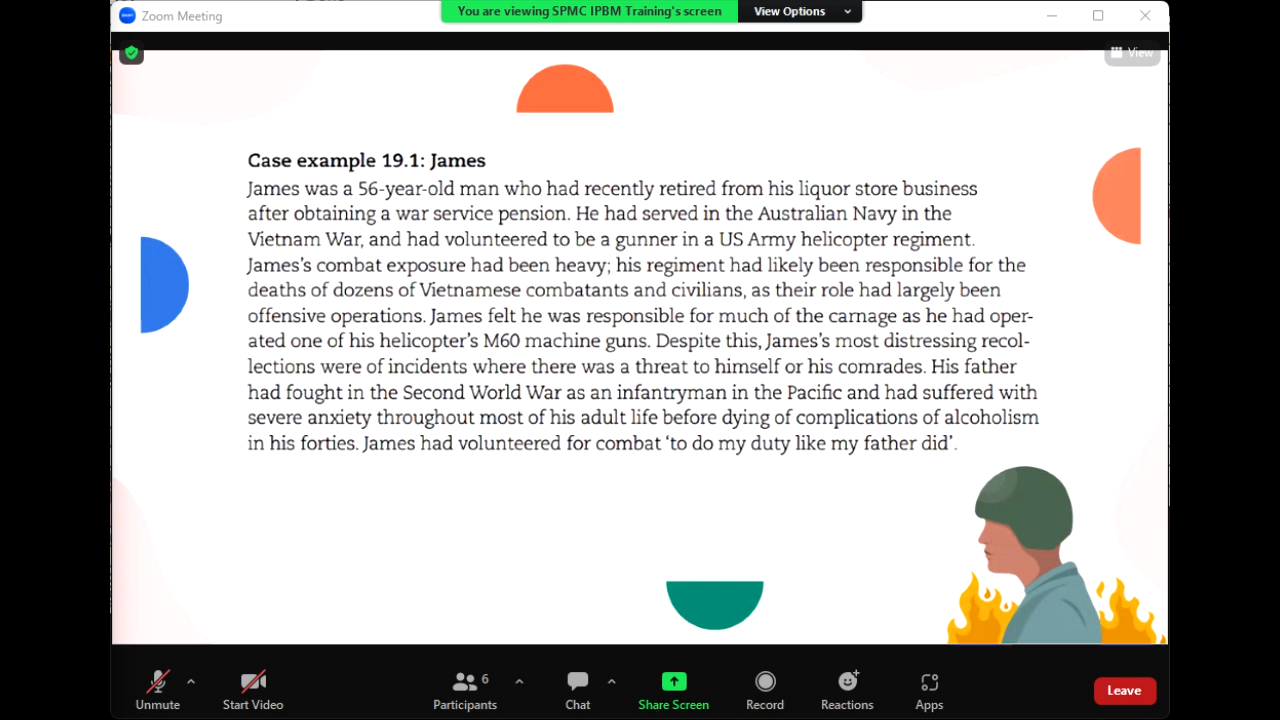 Zoom Meeting
You are viewing SPMC IPBM Training's screen
View Options
View
Case example 19.1: James
James was a 56-year-old man who had recently retired from his liquor store business
after obtaining a war service pension. He had served in the Australian Navy in the
Vietnam War, and had volunteered to be a gunner in a US Army helicopter regiment.
James's combat exposure had been heavy; his regiment had likely been responsible for the
deaths of dozens of Vietnamese combatants and civilians, as their role had largely been
offensive operations. James felt he was responsible for much of the carnage as he had oper-
ated one of his helicopter's M60 machine guns. Despite this, James's most distressing recol-
lections were of incidents where there was a threat to himself or his comrades. His father
had fought in the Second World War as an infantryman in the Pacific and had suffered with
severe anxiety throughout most of his adult life before dying of complications of alcoholism
in his forties. James had volunteered for combat ‘to do my duty like my father did’.
Unmute
Start Video
Participants
6
Chat
Share Screen
Record
Reactions
Apps
Leave